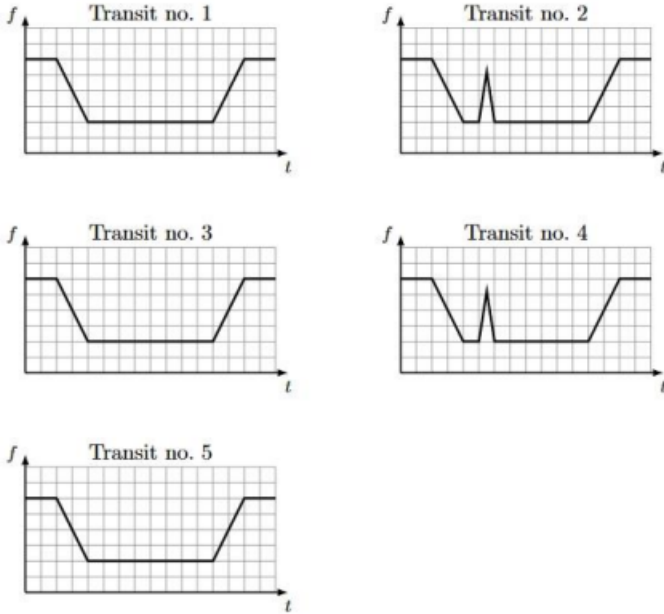 f Transit no. 1
t
f Transit no. 2
t
f Transit no. 3
t
f Transit no. 4
t
f Transit no. 5
t